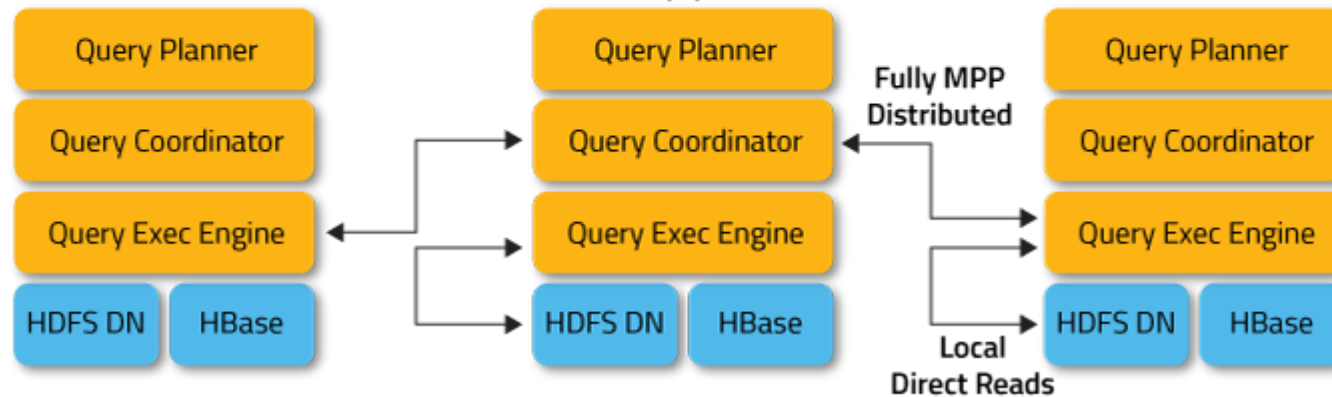 Query Planner
Query Coordinator
Query Exec Engine
HDFS DN
HBase
Query Planner
Query Coordinator
Query Exec Engine
HDFS DN
HBase
Fully MPP
Distributed
Local
Direct Reads
Query Planner
Query Coordinator
Query Exec Engine
HDFS DN
HBase